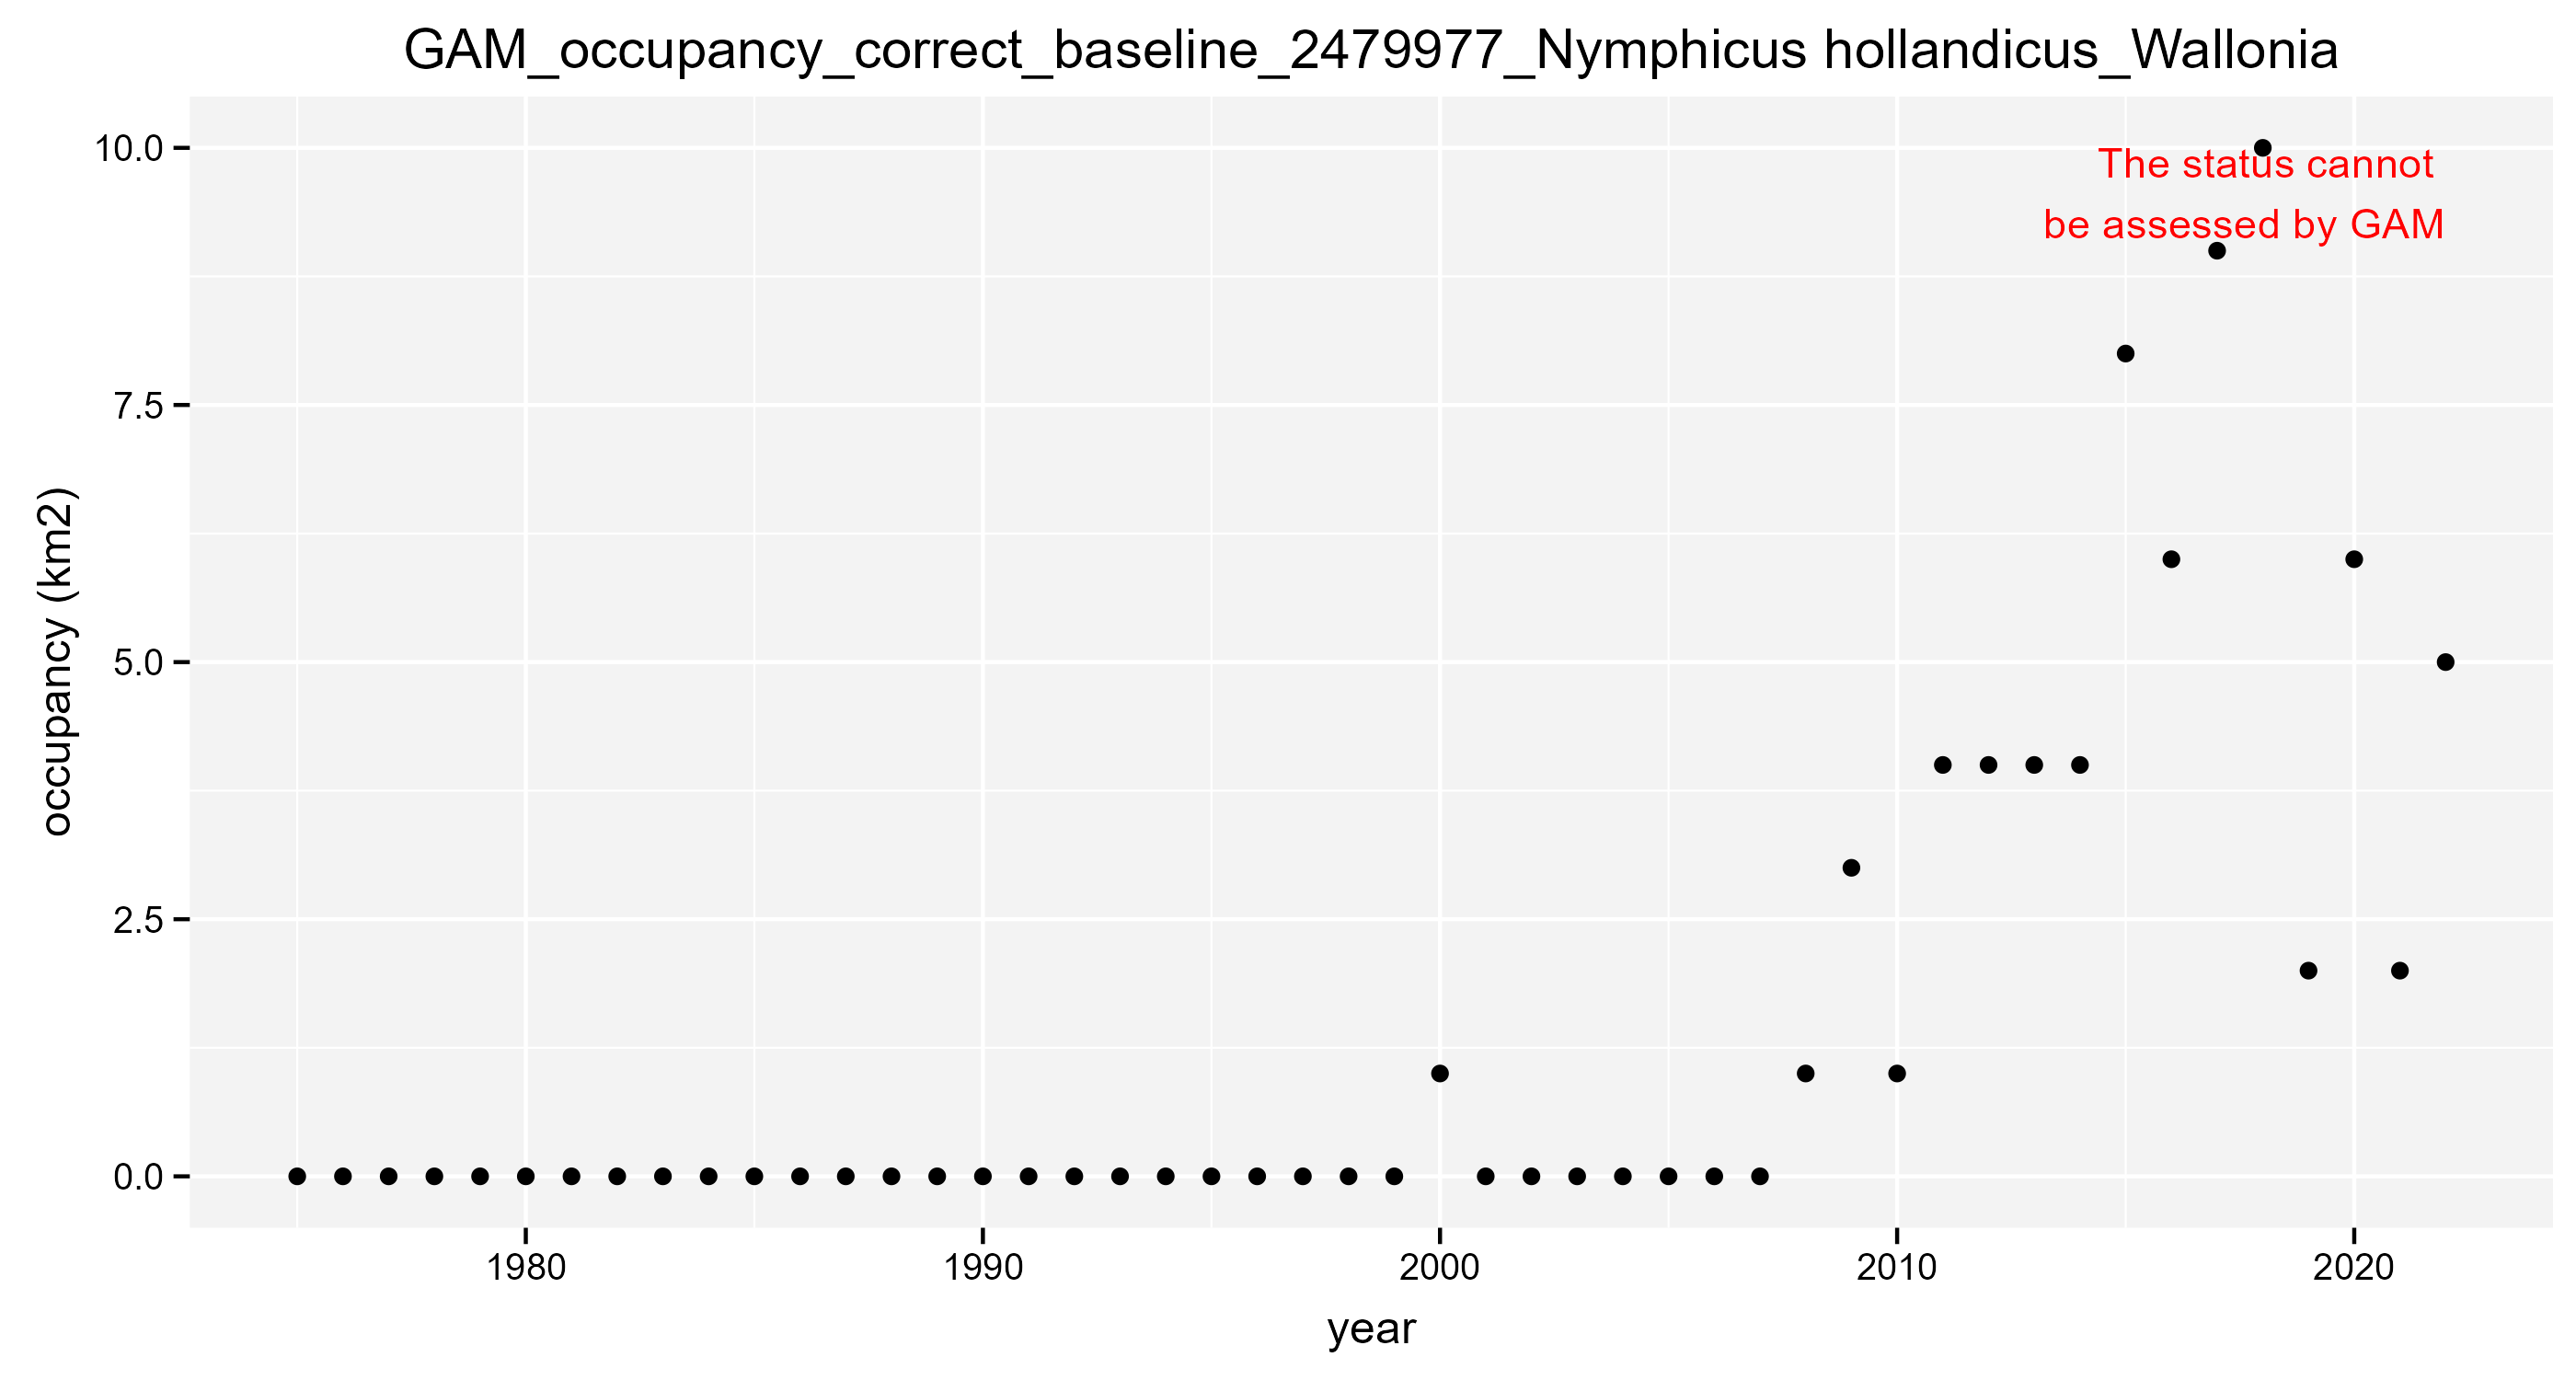 GAM_occupancy_correct_baseline_2479977_Nymphicus hollandicus_Wallonia
10.0
The status cannot
be assessed by GAM
7.5
occupancy (km2)
5.0
2.5
0.0
1980 1990 2000 2010 2020
year